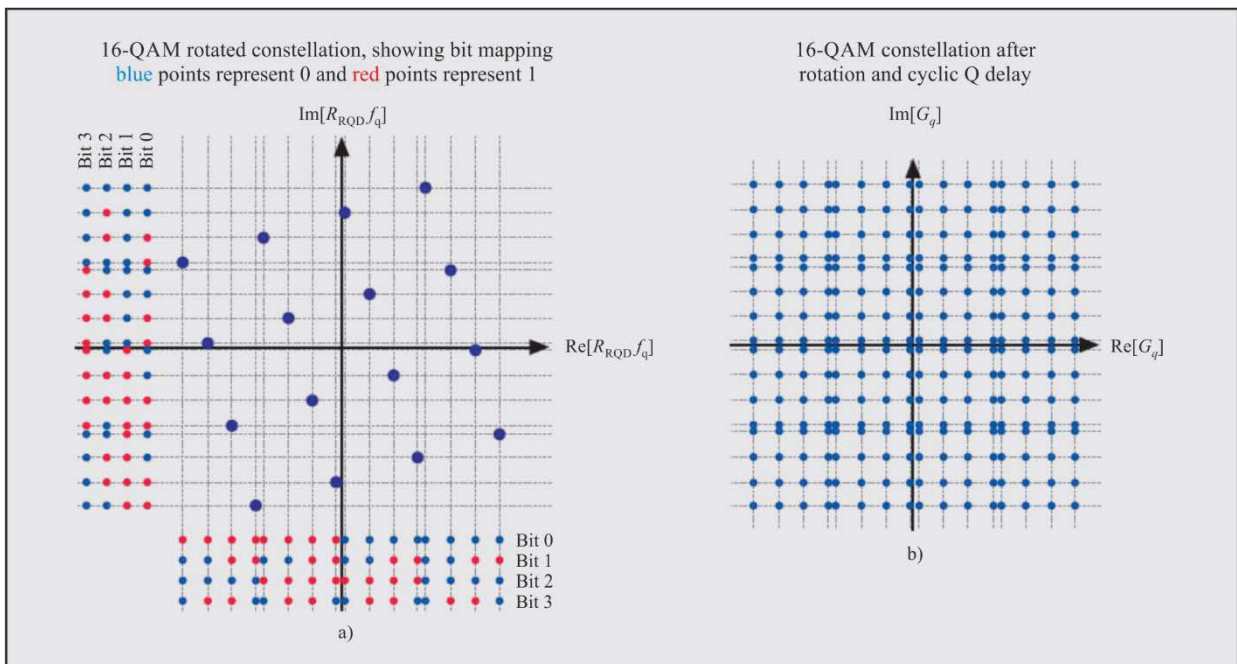 16-QAM rotated constellation, showing bit mapping
blue points represent 0 and red points represent 1
Im[R_RQD f_q]
Bit 3
Bit 2
Bit 1
Bit 0
Re[R_RQD f_q]
Bit 0
Bit 1
Bit 2
Bit 3
a)
16-QAM constellation after
rotation and cyclic Q delay
Im[G_q]
Re[G_q]
b)